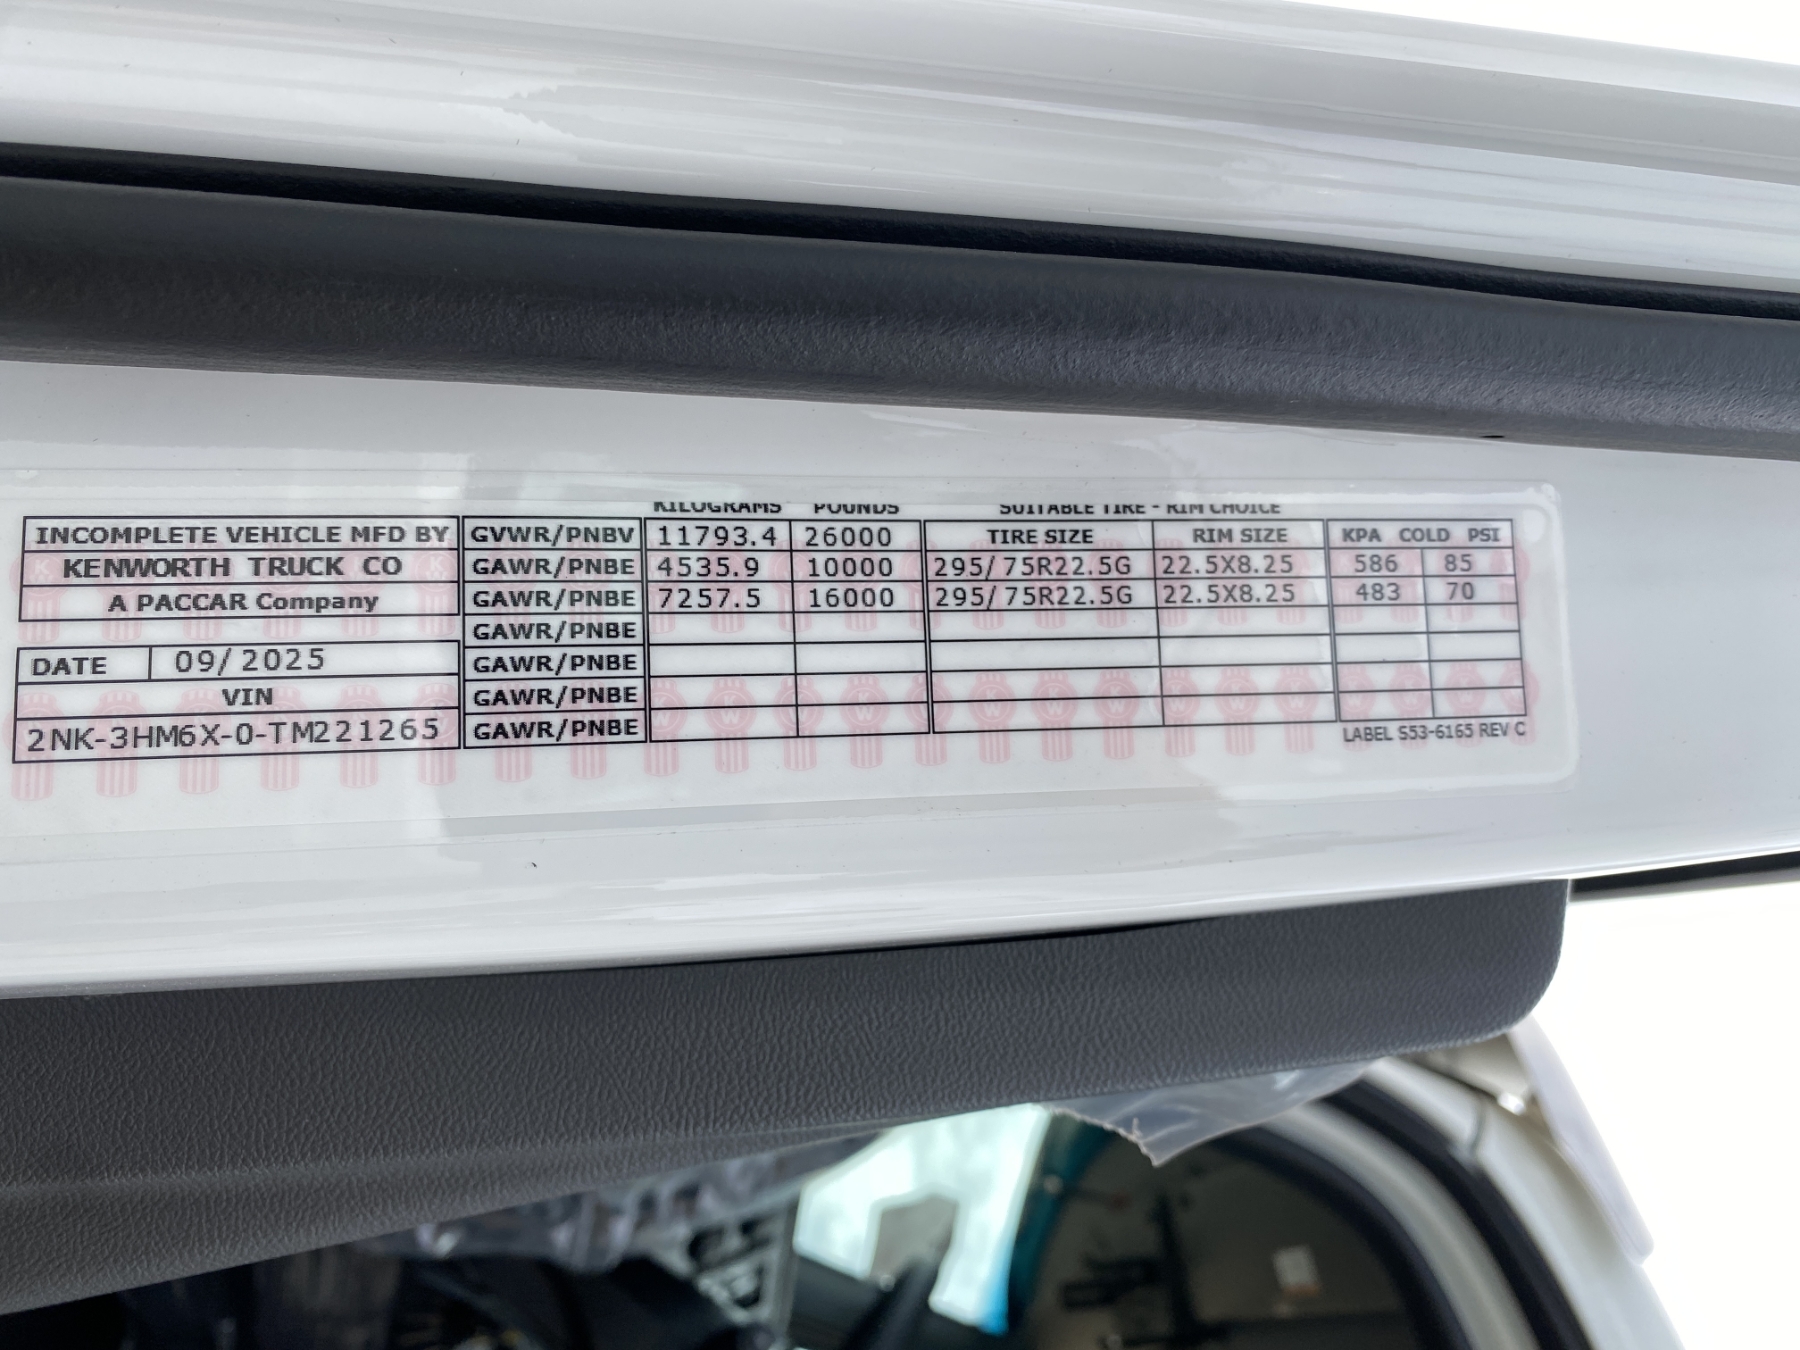 KILOGRAMS POUNDS SUITABLE TIRE - RIM CHOICE
INCOMPLETE VEHICLE MFD BY GVWR/PNBV 11793.4 26000 TIRE SIZE RIM SIZE KPA COLD PSI
KENWORTH TRUCK CO GAWR/PNBE 4535.9 10000 295/75R22.5G 22.5X8.25 586 85
A PACCAR Company GAWR/PNBE 7257.5 16000 295/75R22.5G 22.5X8.25 483 70
GAWR/PNBE
DATE 09/2025 GAWR/PNBE
VIN GAWR/PNBE
2NK-3HM6X-0-TM221265 GAWR/PNBE
LABEL S53-6165 REV C